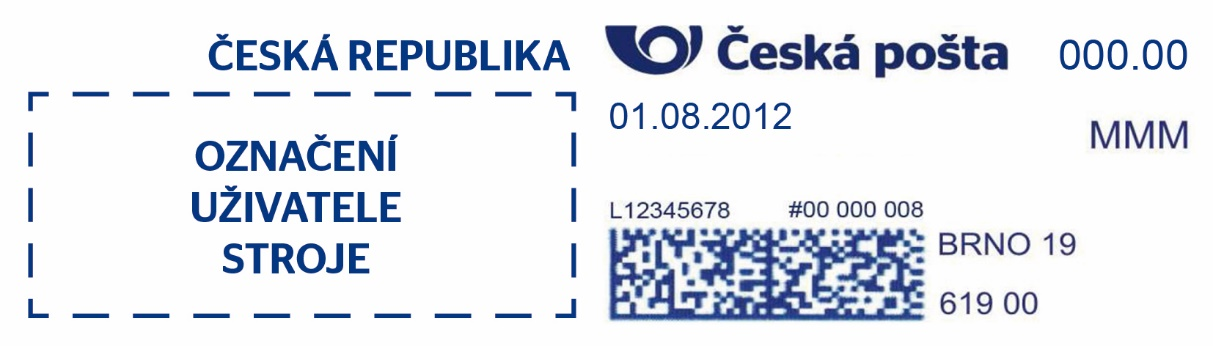 ČESKÁ REPUBLIKA
Česká pošta
000.00
OZNAČENÍ
UŽIVATELE
STROJE
01.08.2012
MMM
L12345678 #00 000 008
BRNO 19
619 00